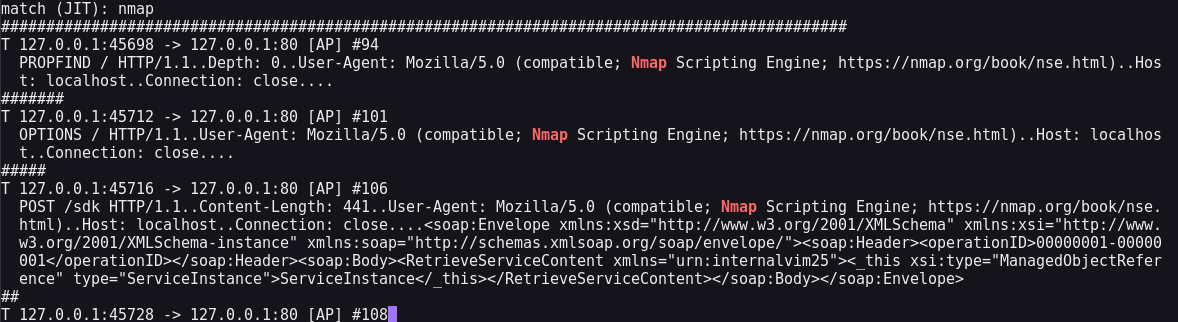 match (JIT): nmap
##############################################################################################
T 127.0.0.1:45698 -> 127.0.0.1:80 [AP] #94
PROPFIND / HTTP/1.1..Depth: 0..User-Agent: Mozilla/5.0 (compatible; Nmap Scripting Engine; https://nmap.org/book/nse.html)..Hos
t: localhost..Connection: close....
#######
T 127.0.0.1:45712 -> 127.0.0.1:80 [AP] #101
OPTIONS / HTTP/1.1..User-Agent: Mozilla/5.0 (compatible; Nmap Scripting Engine; https://nmap.org/book/nse.html)..Host: localhos
t..Connection: close....
#####
T 127.0.0.1:45716 -> 127.0.0.1:80 [AP] #106
POST /sdk HTTP/1.1..Content-Length: 441..User-Agent: Mozilla/5.0 (compatible; Nmap Scripting Engine; https://nmap.org/book/nse.
html)..Host: localhost..Connection: close....<soap:Envelope xmlns:xsd="http://www.w3.org/2001/XMLSchema" xmlns:xsi="http://www.
w3.org/2001/XMLSchema-instance" xmlns:soap="http://schemas.xmlsoap.org/soap/envelope/"><soap:Header><operationID>00000001-00000
001</operationID></soap:Header><soap:Body><RetrieveServiceContent xmlns="urn:internalvim25"><_this xsi:type="ManagedObjectRefer
ence" type="ServiceInstance">ServiceInstance</_this></RetrieveServiceContent></soap:Body></soap:Envelope>
##
T 127.0.0.1:45728 -> 127.0.0.1:80 [AP] #108